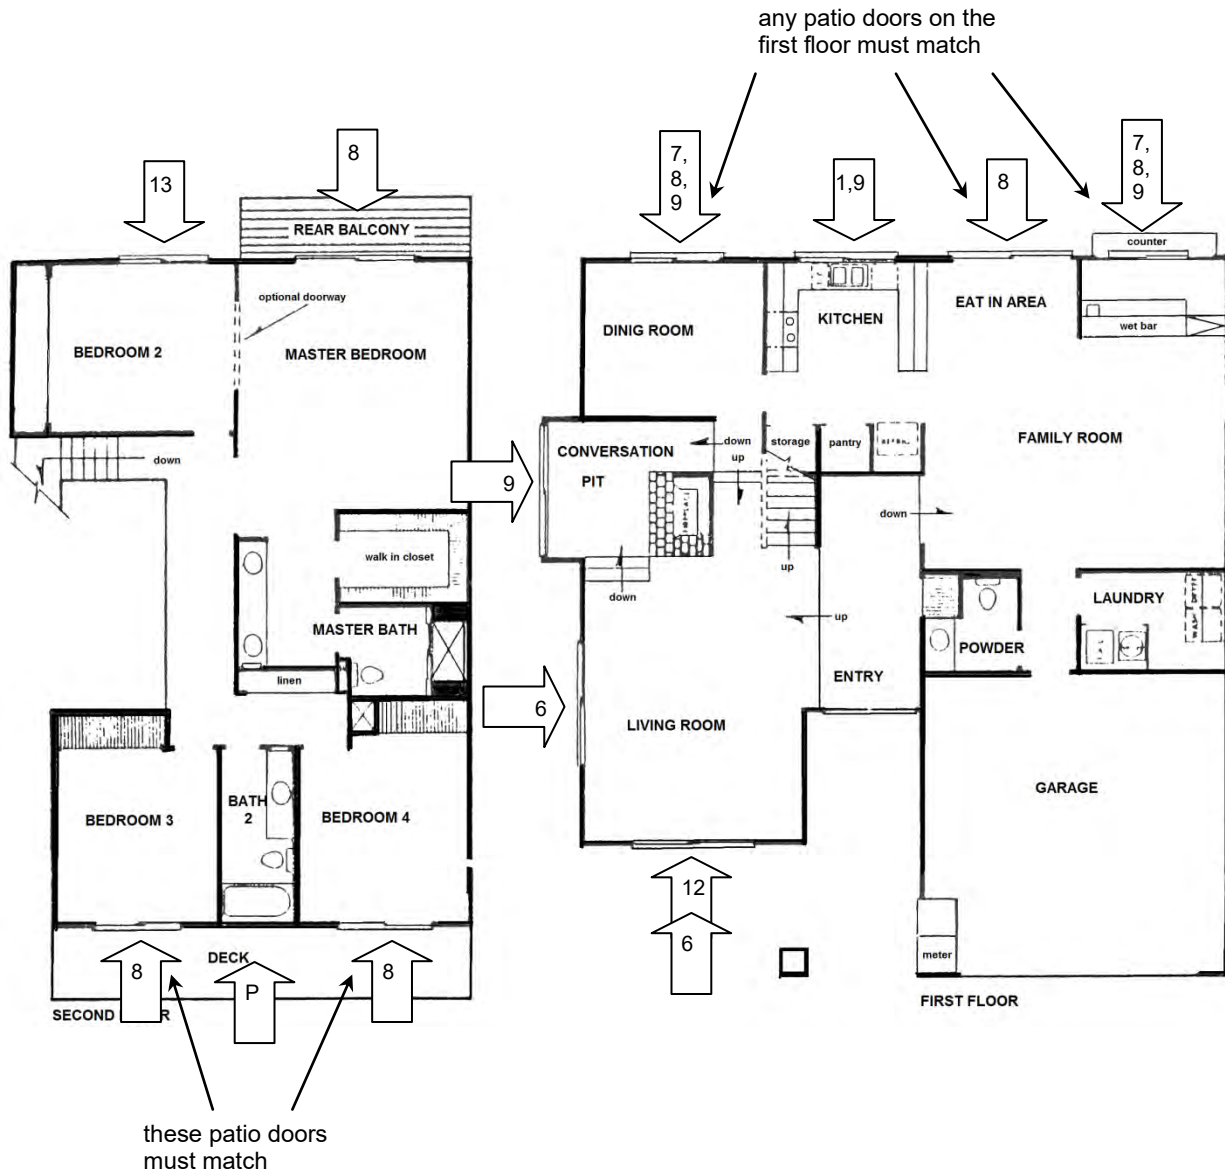 any patio doors on the
first floor must match
13
8
7,
8,
9
1,9
8
7,
8,
9
REAR BALCONY
counter
optional doorway
BEDROOM 2
MASTER BEDROOM
DINIG ROOM
KITCHEN
EAT IN AREA
wet bar
down
CONVERSATION
PIT
down
up
storage
pantry
FAMILY ROOM
9
down
walk in closet
up
down
MASTER BATH
linen
up
LAUNDRY
POWDER
ENTRY
6
LIVING ROOM
BEDROOM 3
BATH
2
BEDROOM 4
GARAGE
12
6
8
DECK
P
8
meter
SECOND
R
FIRST FLOOR
these patio doors
must match